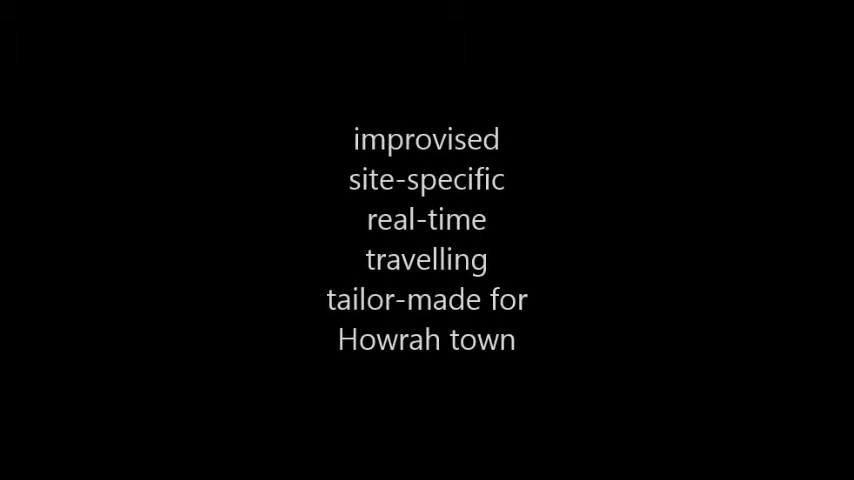 improvised
site-specific
real-time
travelling
tailor-made for
Howrah town